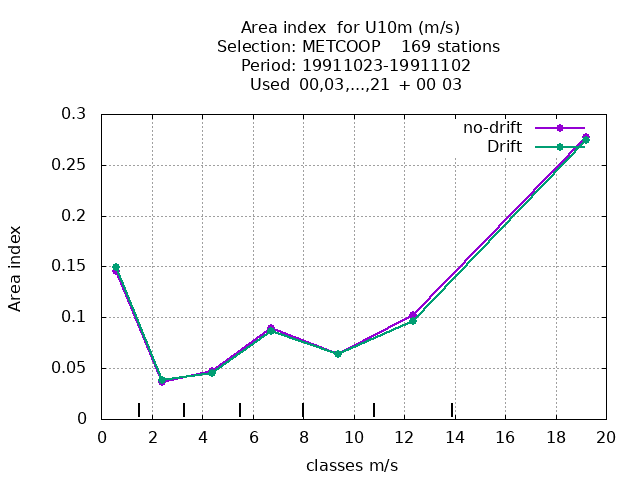 Area index  for U10m (m/s)
Selection: METCOOP    169 stations
Period: 19911023-19911102
Used  00,03,...,21  + 00 03
no-drift
Drift
0.3
0.25
0.2
0.15
0.1
0.05
0
Area index
0 2 4 6 8 10 12 14 16 18 20
classes m/s